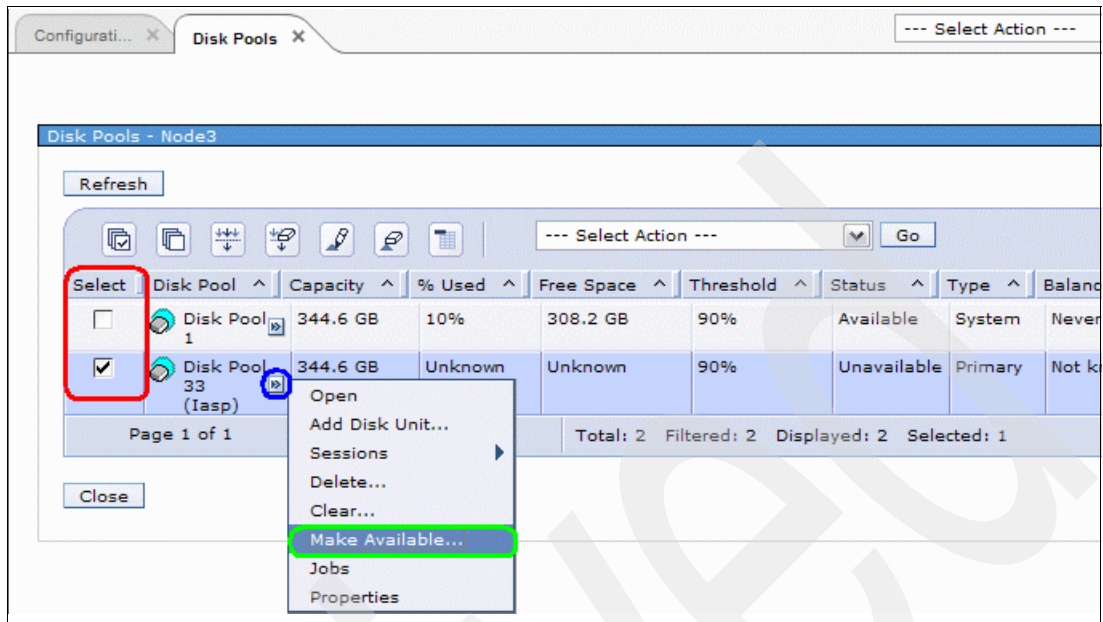 Configurati...
Disk Pools
--- Select Action ---
Disk Pools - Node3
Refresh
--- Select Action ---
Go
Select Disk Pool Capacity % Used Free Space Threshold Status Type Balanc
Disk Pool 344.6 GB 10% 308.2 GB 90% Available System Never
1
Disk Pool 344.6 GB Unknown Unknown 90% Unavailable Primary Not k
33
(Iasp)
Open
Add Disk Unit...
Page 1 of 1 Total: 2 Filtered: 2 Displayed: 2 Selected: 1
Sessions
Delete...
Close
Clear...
Make Available...
Jobs
Properties